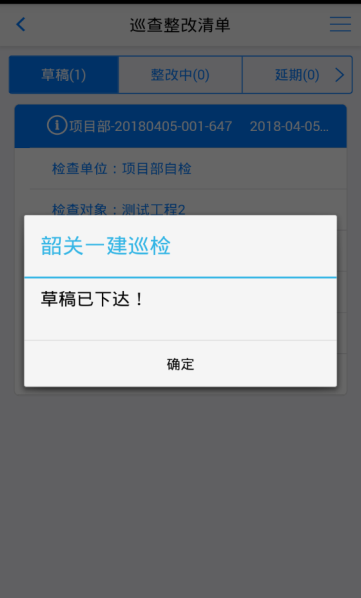 巡查整改清单
草稿(1) 整改中(0) 延期(0)
项目部-20180405-001-647 2018-04-05...
检查单位：项目部自检
检查对象：测试工程2
韶关一建巡检
草稿已下达！
确定